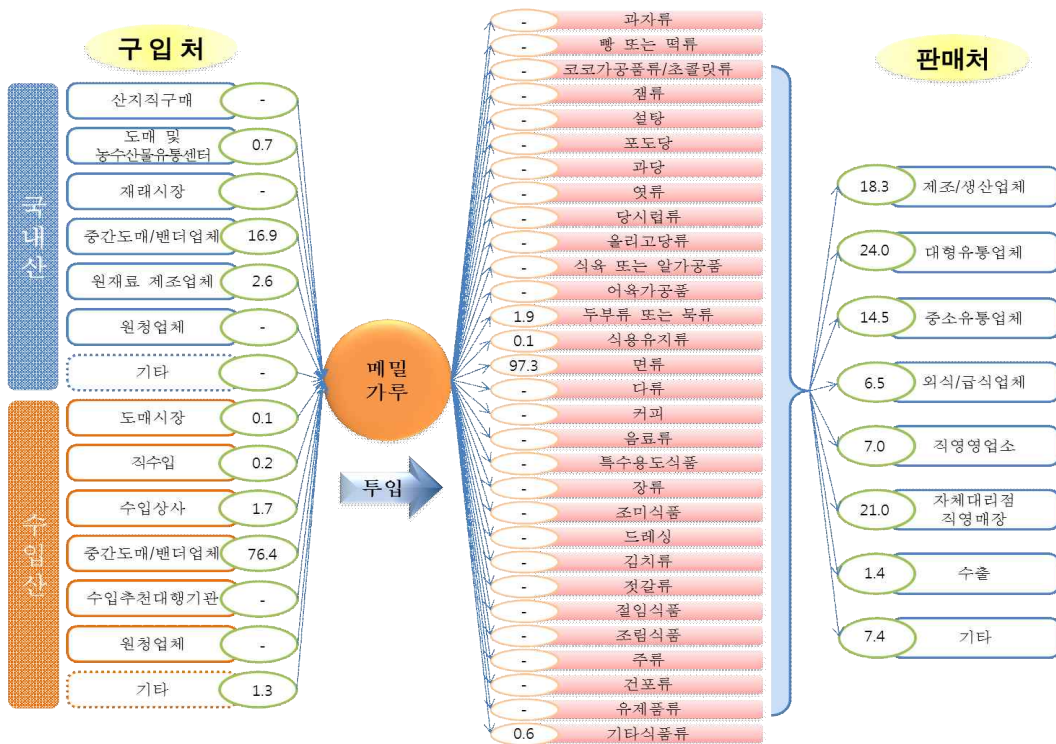 구입처
국내산
산지직구매
-
도매 및
농수산물유통센터
0.7
재래시장
-
중간도매/밴더업체
16.9
원재료 제조업체
2.6
원청업체
-
기타
-
수입산
도매시장
0.1
직수입
0.2
수입상사
1.7
중간도매/밴더업체
76.4
수입추천대행기관
-
원청업체
-
기타
1.3
메밀
가루
투입
-
과자류
-
빵 또는 떡류
-
코코가공품류/초콜릿류
-
잼류
-
설탕
-
포도당
-
과당
-
엿류
-
당시럽류
-
올리고당류
-
식육 또는 알가공품
-
어육가공품
1.9
두부류 또는 묵류
0.1
식용유지류
97.3
면류
-
다류
-
커피
-
음료류
-
특수용도식품
-
장류
-
조미식품
-
드레싱
-
김치류
-
젓갈류
-
절임식품
-
조림식품
-
주류
-
건포류
-
유제품류
0.6
기타식품류
판매처
18.3
제조/생산업체
24.0
대형유통업체
14.5
중소유통업체
6.5
외식/급식업체
7.0
직영영업소
21.0
자체대리점
직영매장
1.4
수출
7.4
기타